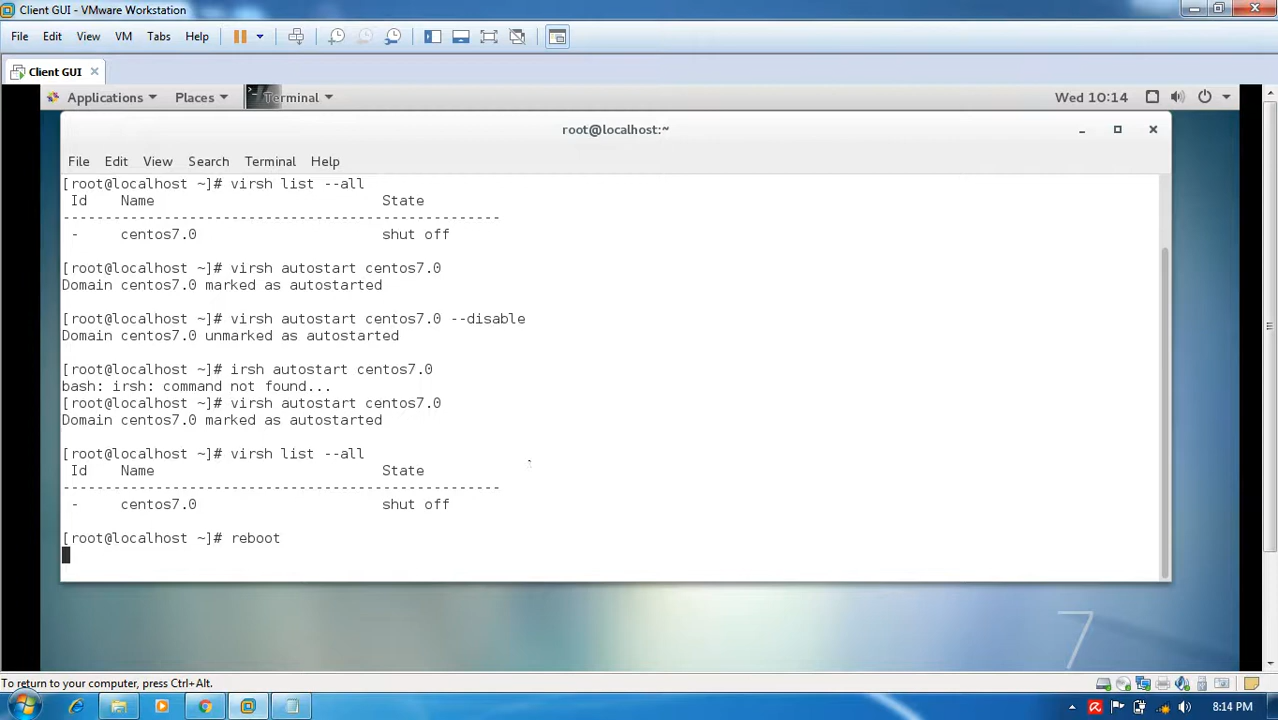 Client GUI - VMware Workstation
File Edit View VM Tabs Help
Client GUI
Applications Places Terminal Wed 10:14
root@localhost:~
File Edit View Search Terminal Help
[root@localhost ~]# virsh list --all
Id Name State
----------------------------------------------------
- centos7.0 shut off
[root@localhost ~]# virsh autostart centos7.0
Domain centos7.0 marked as autostarted
[root@localhost ~]# virsh autostart centos7.0 --disable
Domain centos7.0 unmarked as autostarted
[root@localhost ~]# irsh autostart centos7.0
bash: irsh: command not found...
[root@localhost ~]# virsh autostart centos7.0
Domain centos7.0 marked as autostarted
[root@localhost ~]# virsh list --all
Id Name State
----------------------------------------------------
- centos7.0 shut off
[root@localhost ~]# reboot
7
To return to your computer, press Ctrl+Alt.
8:14 PM